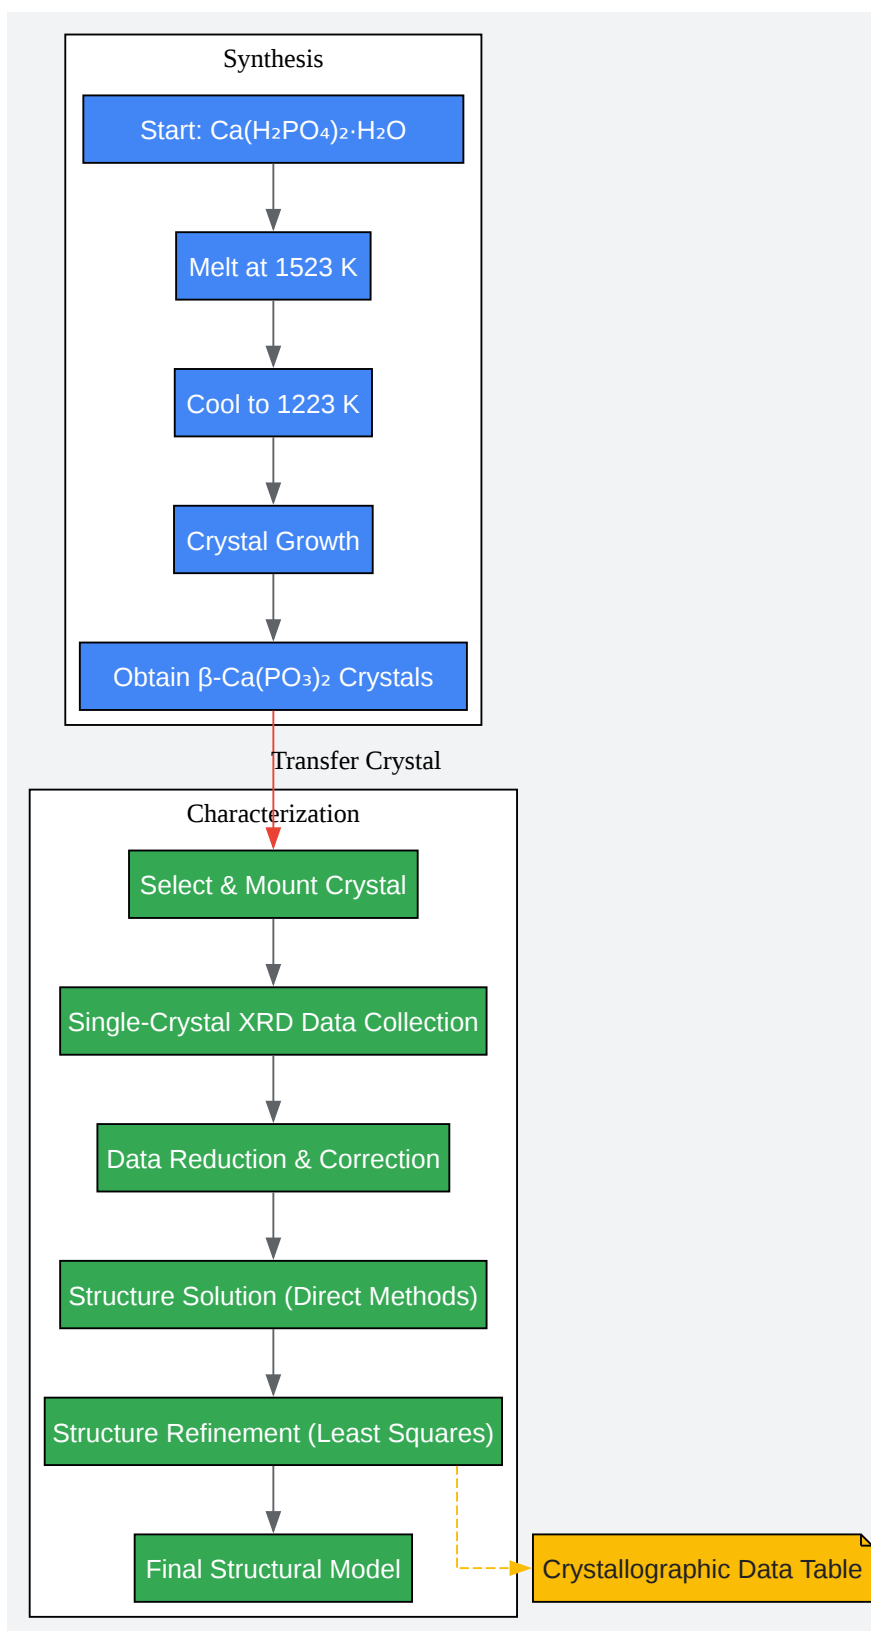 Synthesis
Start: Ca(H₂PO₄)₂·H₂O
Melt at 1523 K
Cool to 1223 K
Crystal Growth
Obtain β-Ca(PO₃)₂ Crystals
Transfer Crystal
Characterization
Select & Mount Crystal
Single-Crystal XRD Data Collection
Data Reduction & Correction
Structure Solution (Direct Methods)
Structure Refinement (Least Squares)
Final Structural Model
Crystallographic Data Table